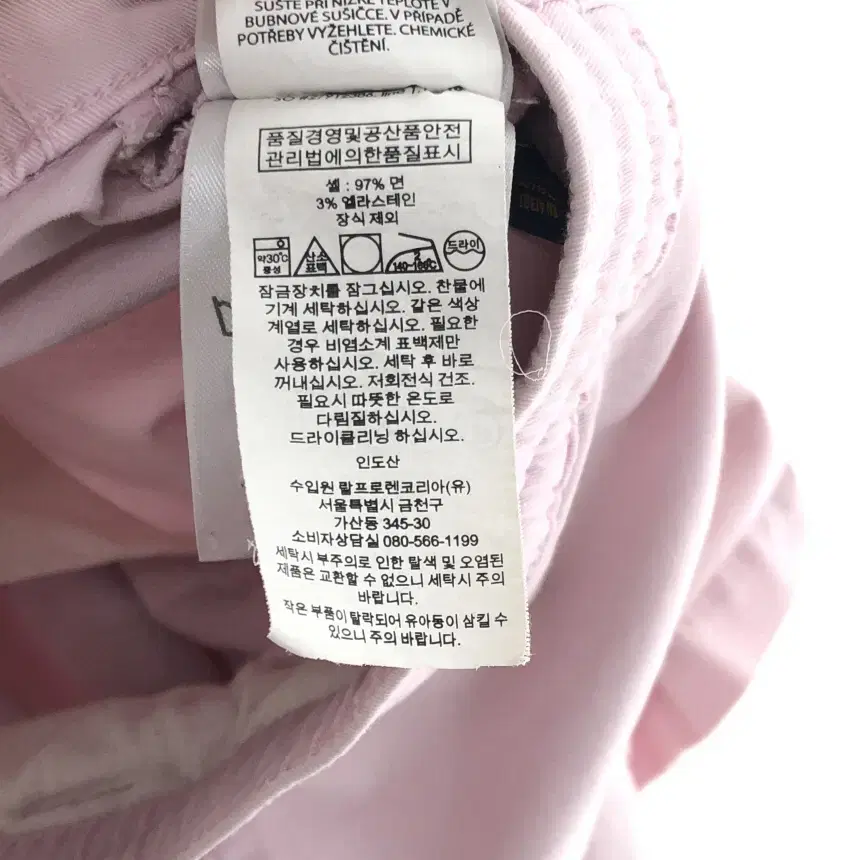 SUŠTE PŘI NÍZKÉ TEPLOTĚ V
BUBNOVÉ SUŠIČCE. V PŘÍPADĚ
POTŘEBY VYŽEHLETE. CHEMICKÉ
ČIŠTĚNÍ.
품질경영및공산품안전
관리법에의한품질표시
셀 : 97% 면
3% 엘라스테인
장식 제외
약30℃
중성
산소
표백
2
140~160℃
드라이
잠금장치를 잠그십시오. 찬물에
기계 세탁하십시오. 같은 색상
계열로 세탁하십시오. 필요한
경우 비염소계 표백제만
사용하십시오. 세탁 후 바로
꺼내십시오. 저회전식 건조.
필요시 따뜻한 온도로
다림질하십시오.
드라이클리닝 하십시오.
인도산
수입원 랄프로렌코리아(유)
서울특별시 금천구
가산동 345-30
소비자상담실 080-566-1199
세탁시 부주의로 인한 탈색 및 오염된
제품은 교환할 수 없으니 세탁시 주의
바랍니다.
작은 부품이 탈락되어 유아동이 삼킬 수
있으니 주의 바랍니다.